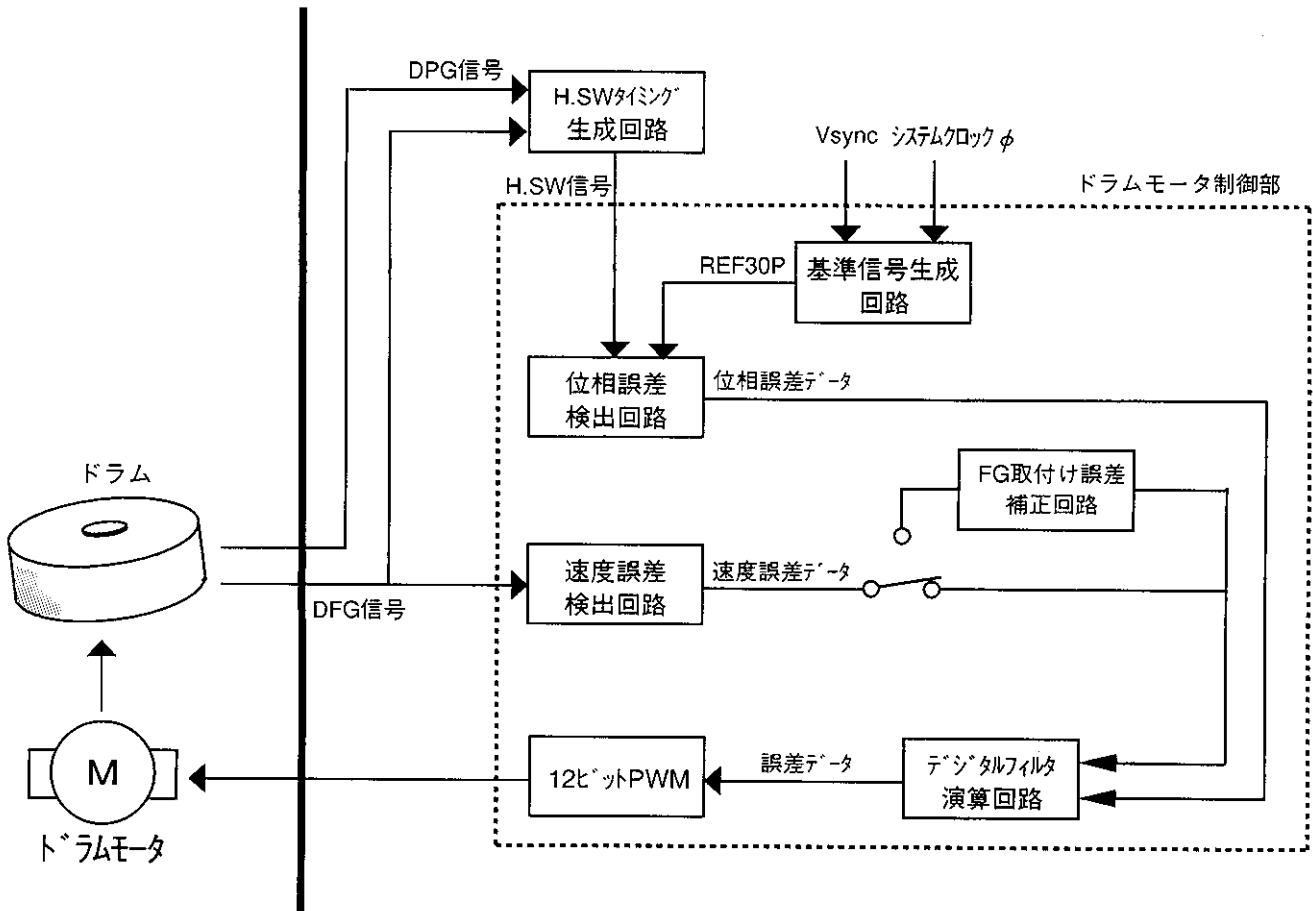 DPG信号
H.SWタイミング
生成回路
Vsync システムクロックφ
H.SW信号
ドラムモータ制御部
REF30P
基準信号生成
回路
位相誤差
検出回路
位相誤差データ
ドラム
FG取付け誤差
補正回路
速度誤差
検出回路
速度誤差データ
DFG信号
M
ドラムモータ
12ビットPWM
誤差データ
デジタルフィルタ
演算回路